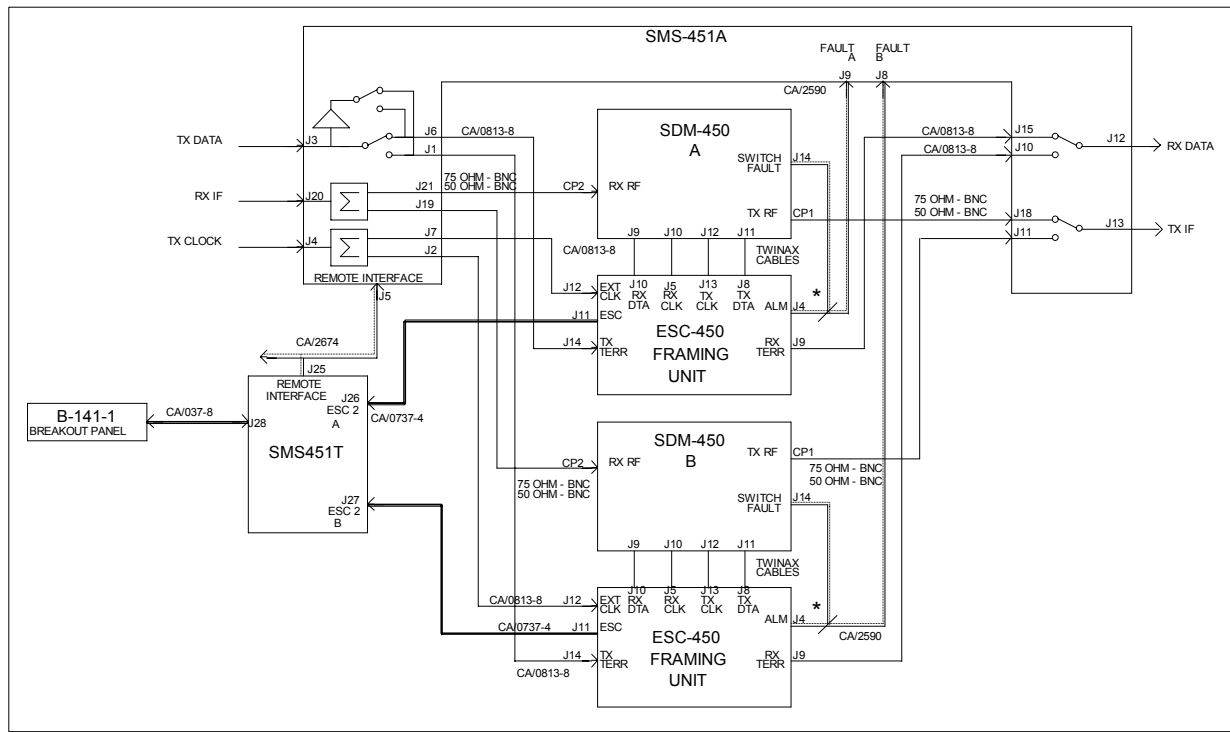 SMS-451A
FAULT
A
FAULT
B
J9
J8
CA/2590
TX DATA
J3
J6
CA/0813-8
J1
RX IF
J20
J21
75 OHM - BNC
50 OHM - BNC
CP2
J19
TX CLOCK
J4
J7
J2
CA/0813-8
REMOTE INTERFACE
J5
SDM-450
A
SWITCH
FAULT
J14
RX RF
TX RF
CP1
J9
J10
J12
J11
TWINAX
CABLES
CA/0813-8
J15
CA/0813-8
J10
J12
RX DATA
75 OHM - BNC
50 OHM - BNC
J18
J11
J13
TX IF
J12
EXT
CLK
J10
RX
DTA
J5
RX
CLK
J13
TX
CLK
J8
TX
DTA
ALM
J4
*
J11
ESC
ESC-450
FRAMING
UNIT
J14
TX
TERR
RX
TERR
J9
CA/2674
J25
REMOTE
INTERFACE
J26
ESC 2
A
CA/0737-4
B-141-1
BREAKOUT PANEL
CA/037-8
J28
SMS451T
J27
ESC 2
B
SDM-450
B
CP2
RX RF
TX RF
CP1
75 OHM - BNC
50 OHM - BNC
75 OHM - BNC
50 OHM - BNC
SWITCH
FAULT
J14
J9
J10
J12
J11
TWINAX
CABLES
CA/0813-8
J12
EXT
CLK
J10
RX
DTA
J5
RX
CLK
J13
TX
CLK
J8
TX
DTA
ALM
J4
*
CA/2590
CA/0737-4
J11
ESC
ESC-450
FRAMING
UNIT
J14
TX
TERR
RX
TERR
J9
CA/0813-8